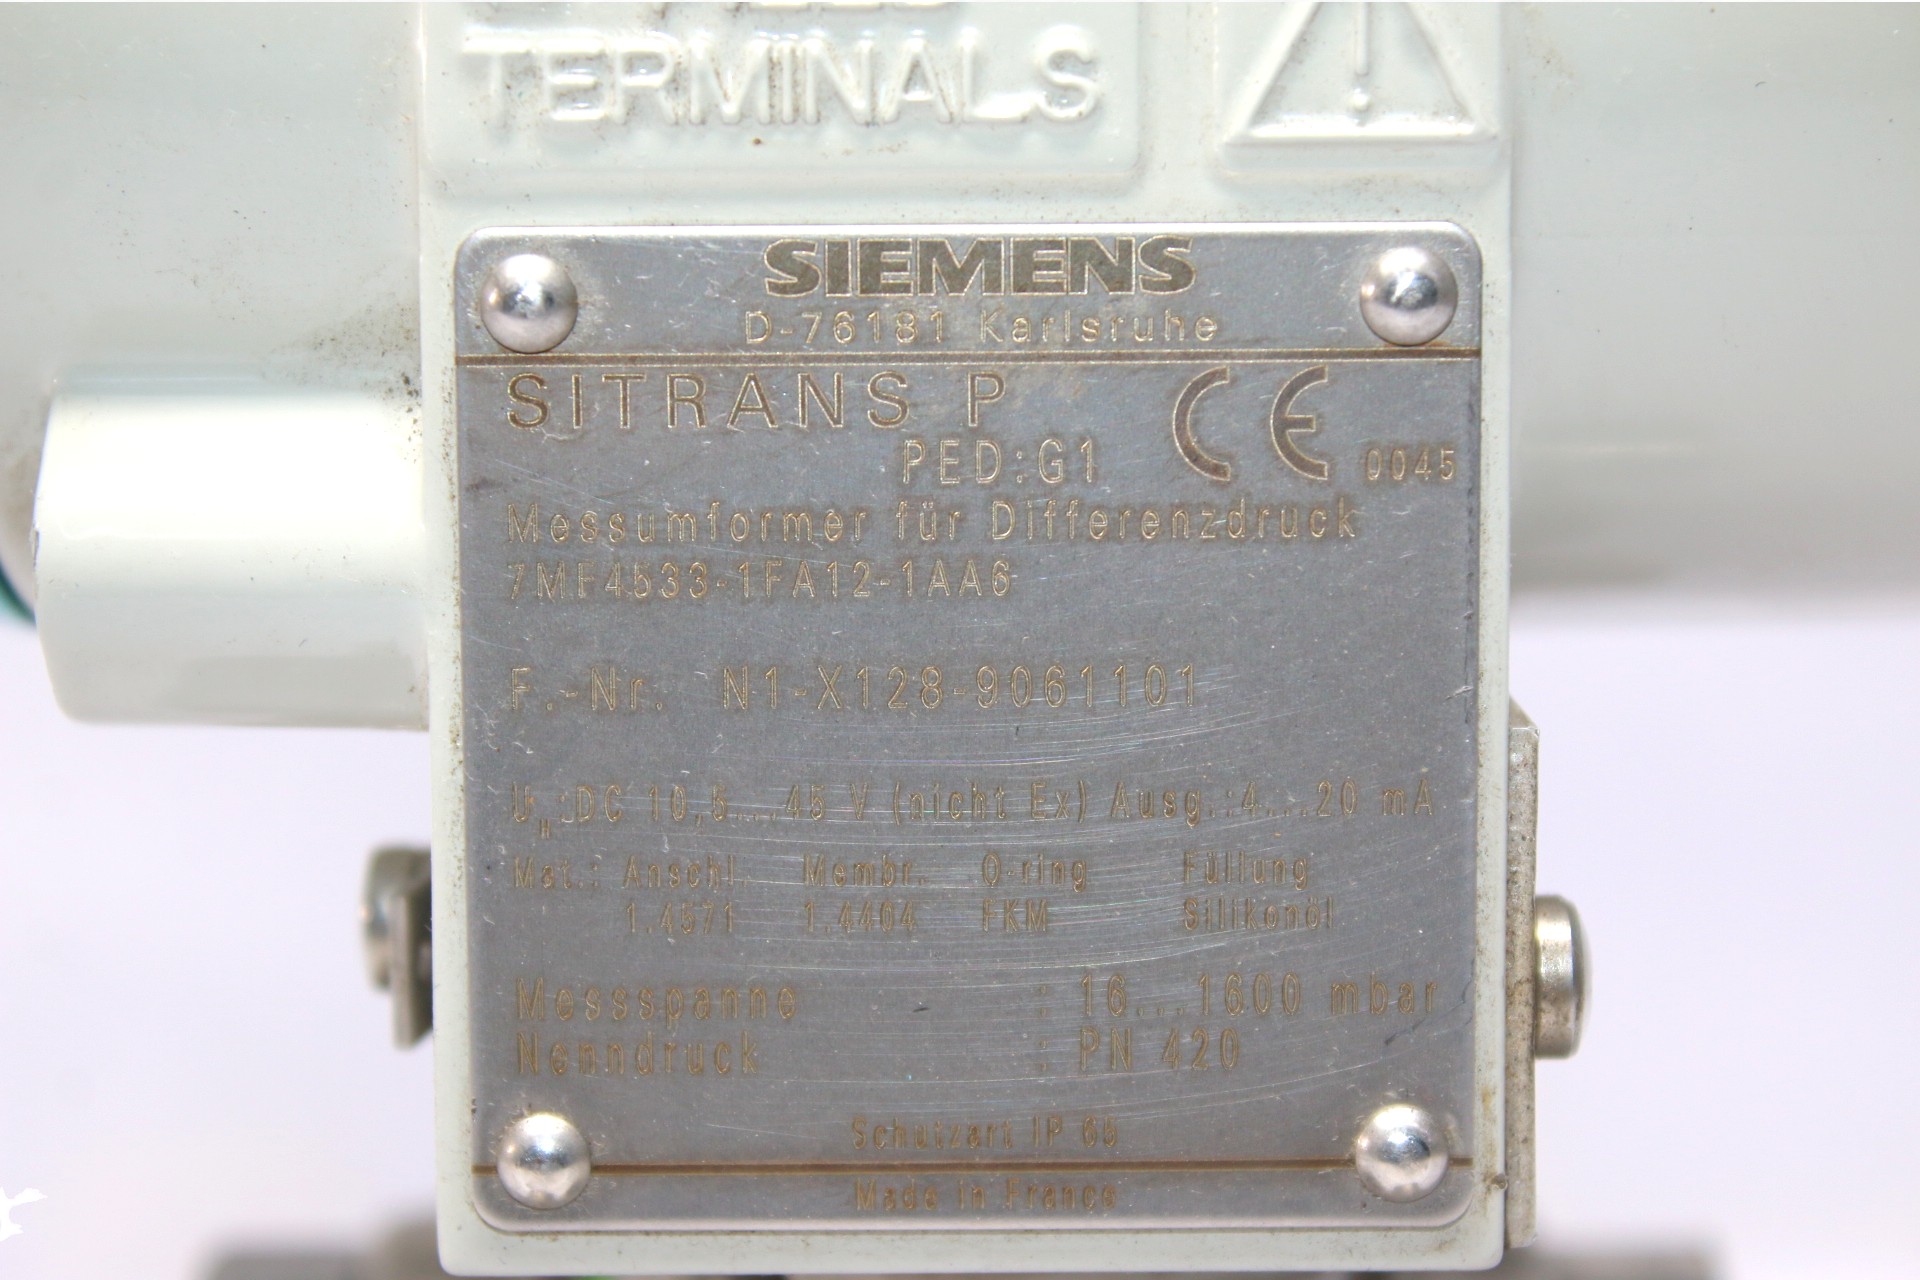 TERMINALS
SIEMENS
D-76181 Karlsruhe
SITRANS P
PED:G1 CE 0045
Messumformer für Differenzdruck
7MF4533-1FA12-1AA6
F.-Nr. N1-X128-9061101
UH:DC 10,5...45 V (nicht Ex) Ausg.:4...20 mA
Mat.: Anschl. Membr. O-ring Füllung
1.4571 1.4404 FKM Silikonöl
Messspanne : 16...1600 mbar
Nenndruck : PN 420
Schutzart IP 65
Made in France